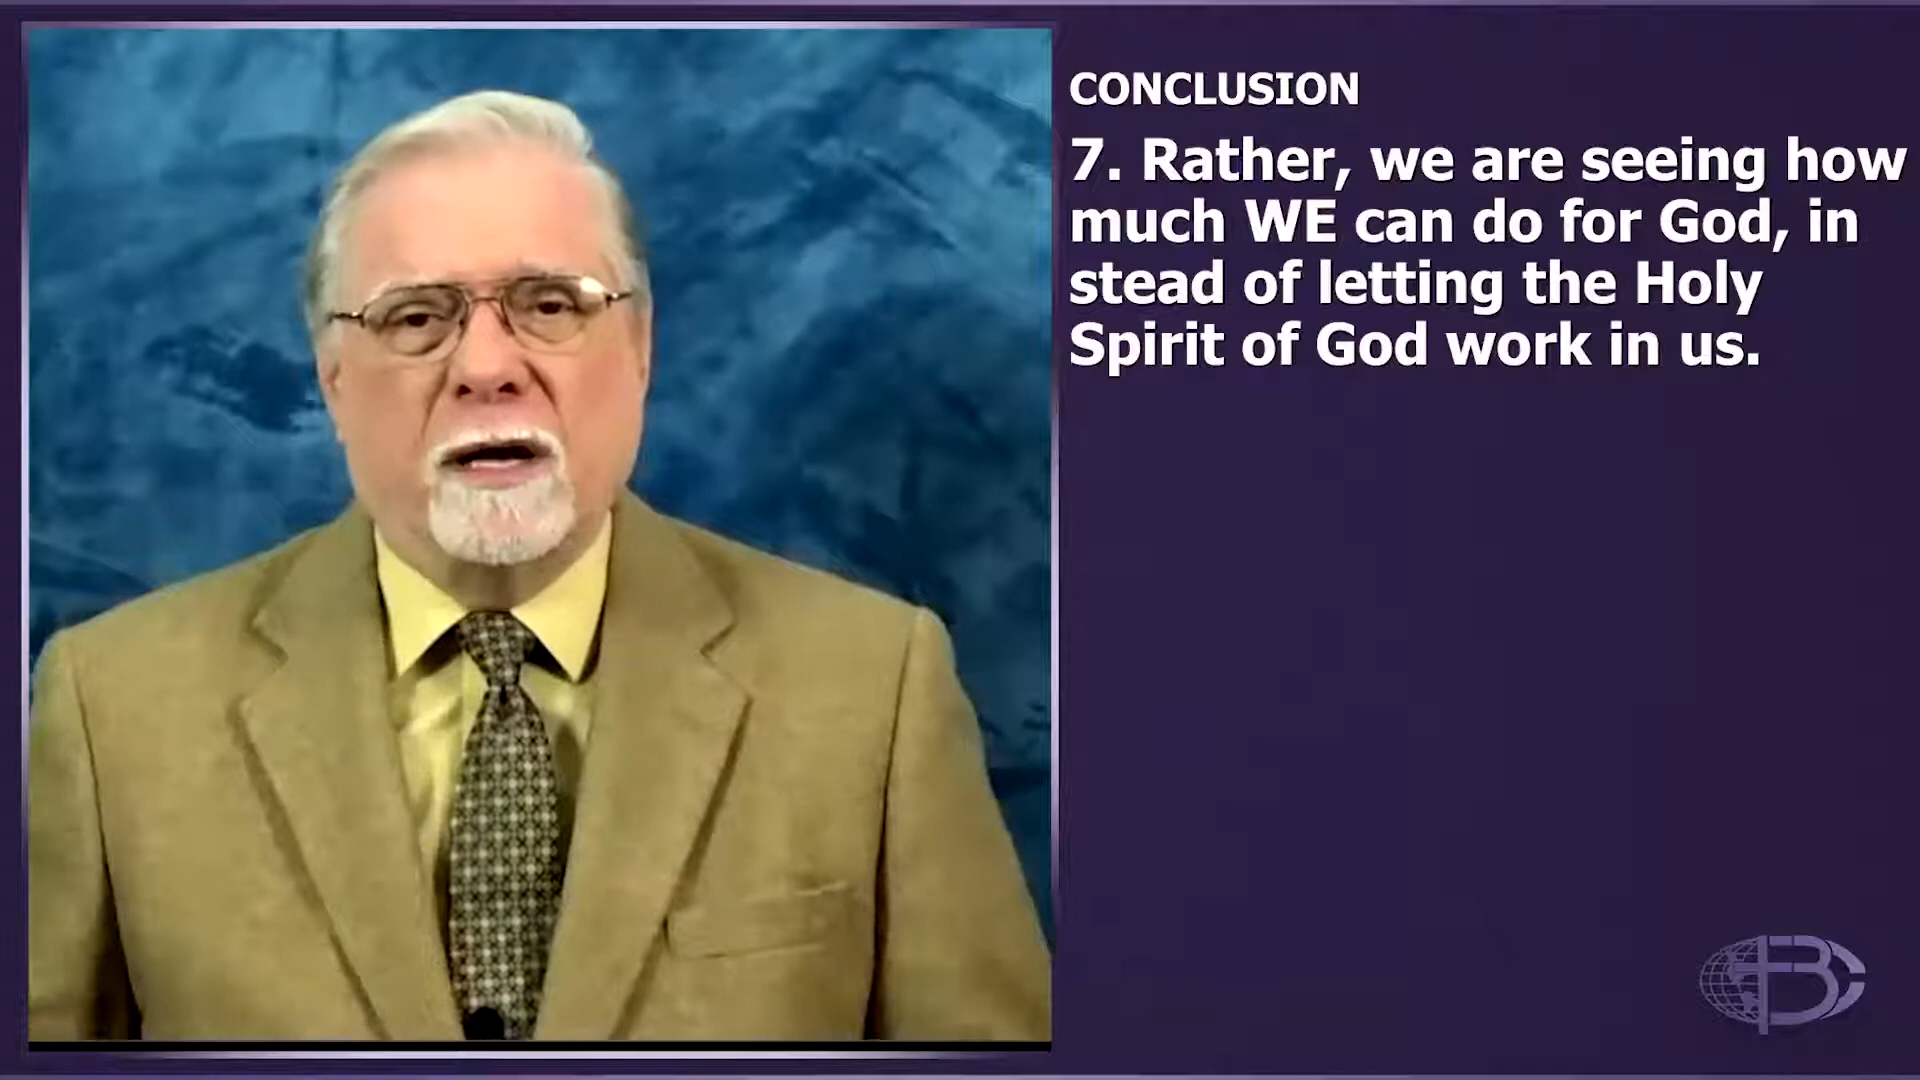 CONCLUSION
7. Rather, we are seeing how
much WE can do for God, in
stead of letting the Holy
Spirit of God work in us.